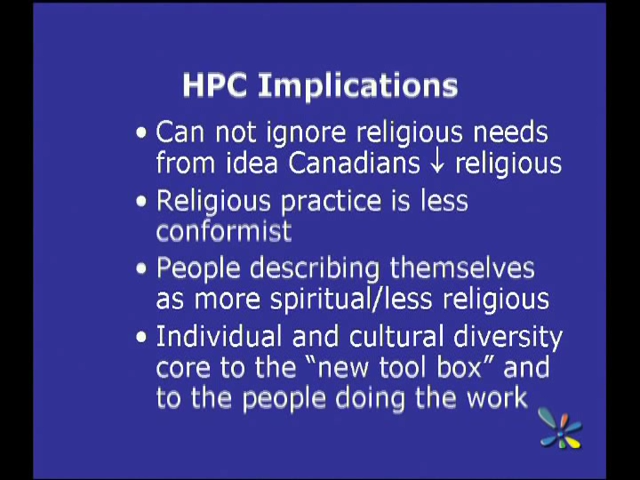 HPC Implications
• Can not ignore religious needs
from idea Canadians ↓ religious
• Religious practice is less
conformist
• People describing themselves
as more spiritual/less religious
• Individual and cultural diversity
core to the “new tool box” and
to the people doing the work